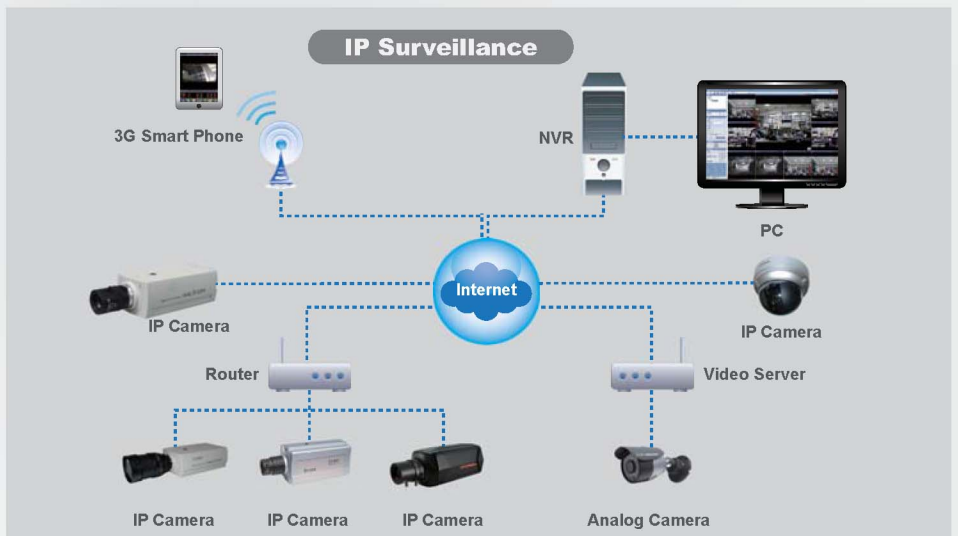 IP Surveillance
3G Smart Phone
NVR
PC
Internet
IP Camera
IP Camera
Router
Video Server
IP Camera
IP Camera
IP Camera
Analog Camera